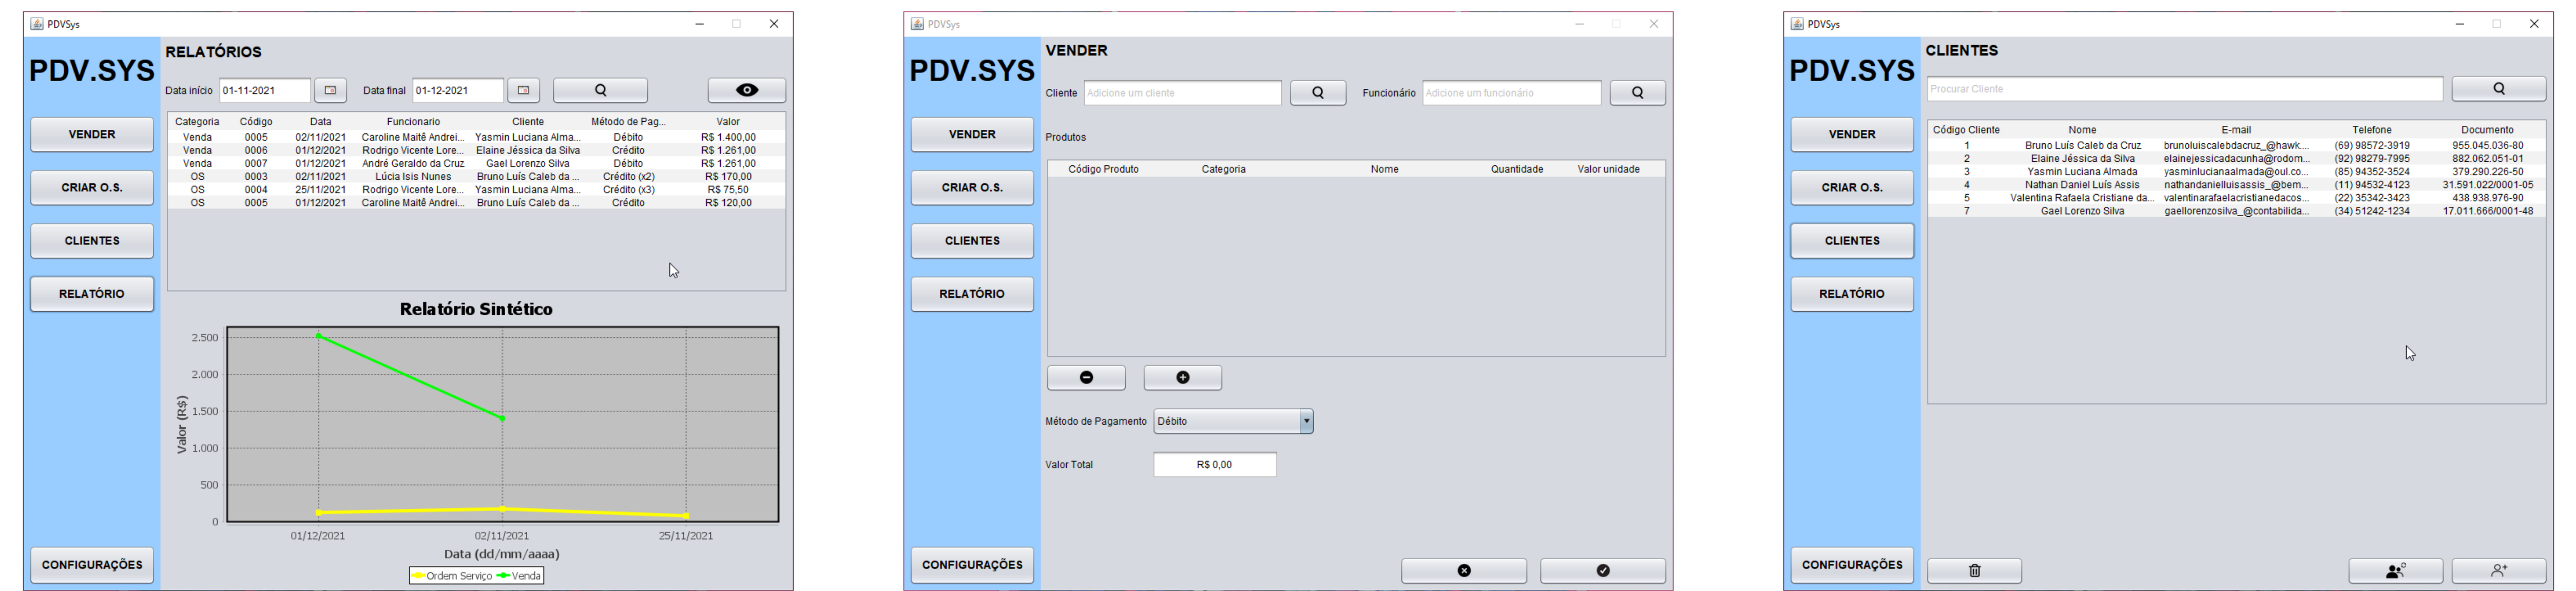 PDVSys
PDV.SYS
VENDER
CRIAR O.S.
CLIENTES
RELATÓRIO
CONFIGURAÇÕES
RELATÓRIOS
Data início 01-11-2021 Data final 01-12-2021
Categoria Código Data Funcionario Cliente Método de Pag... Valor
Venda 0005 02/11/2021 Caroline Maitê Andrei... Yasmin Luciana Alma... Débito R$ 1.400,00
Venda 0006 01/12/2021 Rodrigo Vicente Lore... Elaine Jéssica da Silva Crédito R$ 1.261,00
Venda 0007 01/12/2021 André Geraldo da Cruz Gael Lorenzo Silva Débito R$ 1.261,00
OS 0003 02/11/2021 Lúcia Isis Nunes Bruno Luís Caleb da ... Crédito (x2) R$ 170,00
OS 0004 25/11/2021 Rodrigo Vicente Lore... Yasmin Luciana Alma... Crédito (x3) R$ 75,50
OS 0005 01/12/2021 Caroline Maitê Andrei... Bruno Luís Caleb da ... Crédito R$ 120,00
Relatório Sintético
Valor (R$)
2.500
2.000
1.500
1.000
500
0
01/12/2021 02/11/2021 25/11/2021
Data (dd/mm/aaaa)
Ordem Serviço Venda
PDVSys
PDV.SYS
VENDER
CRIAR O.S.
CLIENTES
RELATÓRIO
CONFIGURAÇÕES
VENDER
Cliente Adicione um cliente Funcionário Adicione um funcionário
Produtos
Código Produto Categoria Nome Quantidade Valor unidade
Método de Pagamento Débito
Valor Total R$ 0,00
PDVSys
PDV.SYS
VENDER
CRIAR O.S.
CLIENTES
RELATÓRIO
CONFIGURAÇÕES
CLIENTES
Procurar Cliente
Código Cliente Nome E-mail Telefone Documento
1 Bruno Luís Caleb da Cruz brunoluiscalebdacruz_@hawk.... (69) 98572-3919 955.045.036-80
2 Elaine Jéssica da Silva elainejessicadacunha@rodom... (92) 98279-7995 882.062.051-01
3 Yasmin Luciana Almada yasminlucianaalmada@oul.co... (85) 94352-3524 379.290.226-50
4 Nathan Daniel Luís Assis nathandanielluisassis_@bem... (11) 94532-4123 31.591.022/0001-05
5 Valentina Rafaela Cristiane da... valentinarafaelacristianedacos... (22) 35342-3423 438.938.976-90
7 Gael Lorenzo Silva gaellorenzosilva_@contabilida... (34) 51242-1234 17.011.666/0001-48